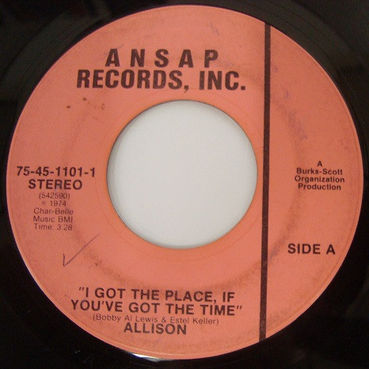 ANSAP
RECORDS, INC.
75-45-1101-1
STEREO
(542590)
℗ 1974
Char-Belle
Music BMI
Time: 3:28
A
Burks-Scott
Organization
Production
SIDE A
"I GOT THE PLACE, IF
YOU'VE GOT THE TIME"
(Bobby Al Lewis & Estel Keller)
ALLISON